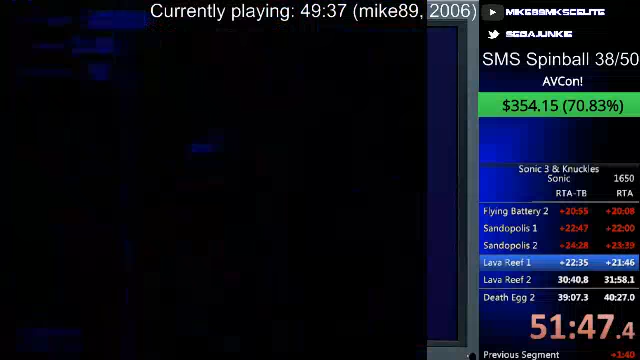 Currently playing: 49:37 (mike89, 2006)
MIKE89MKSCELITE
SEGAJUNKIE
SMS Spinball 38/50
AVCon!
$354.15 (70.83%)
Sonic 3 & Knuckles
Sonic 1650
RTA-TB RTA
Flying Battery 2 +20:55 +20:08
Sandopolis 1 +22:47 +22:00
Sandopolis 2 +24:28 +23:39
Lava Reef 1 +22:35 +21:46
Lava Reef 2 30:40.8 31:58.1
Death Egg 2 39:07.3 40:27.0
51:47.4
Previous Segment +1:40